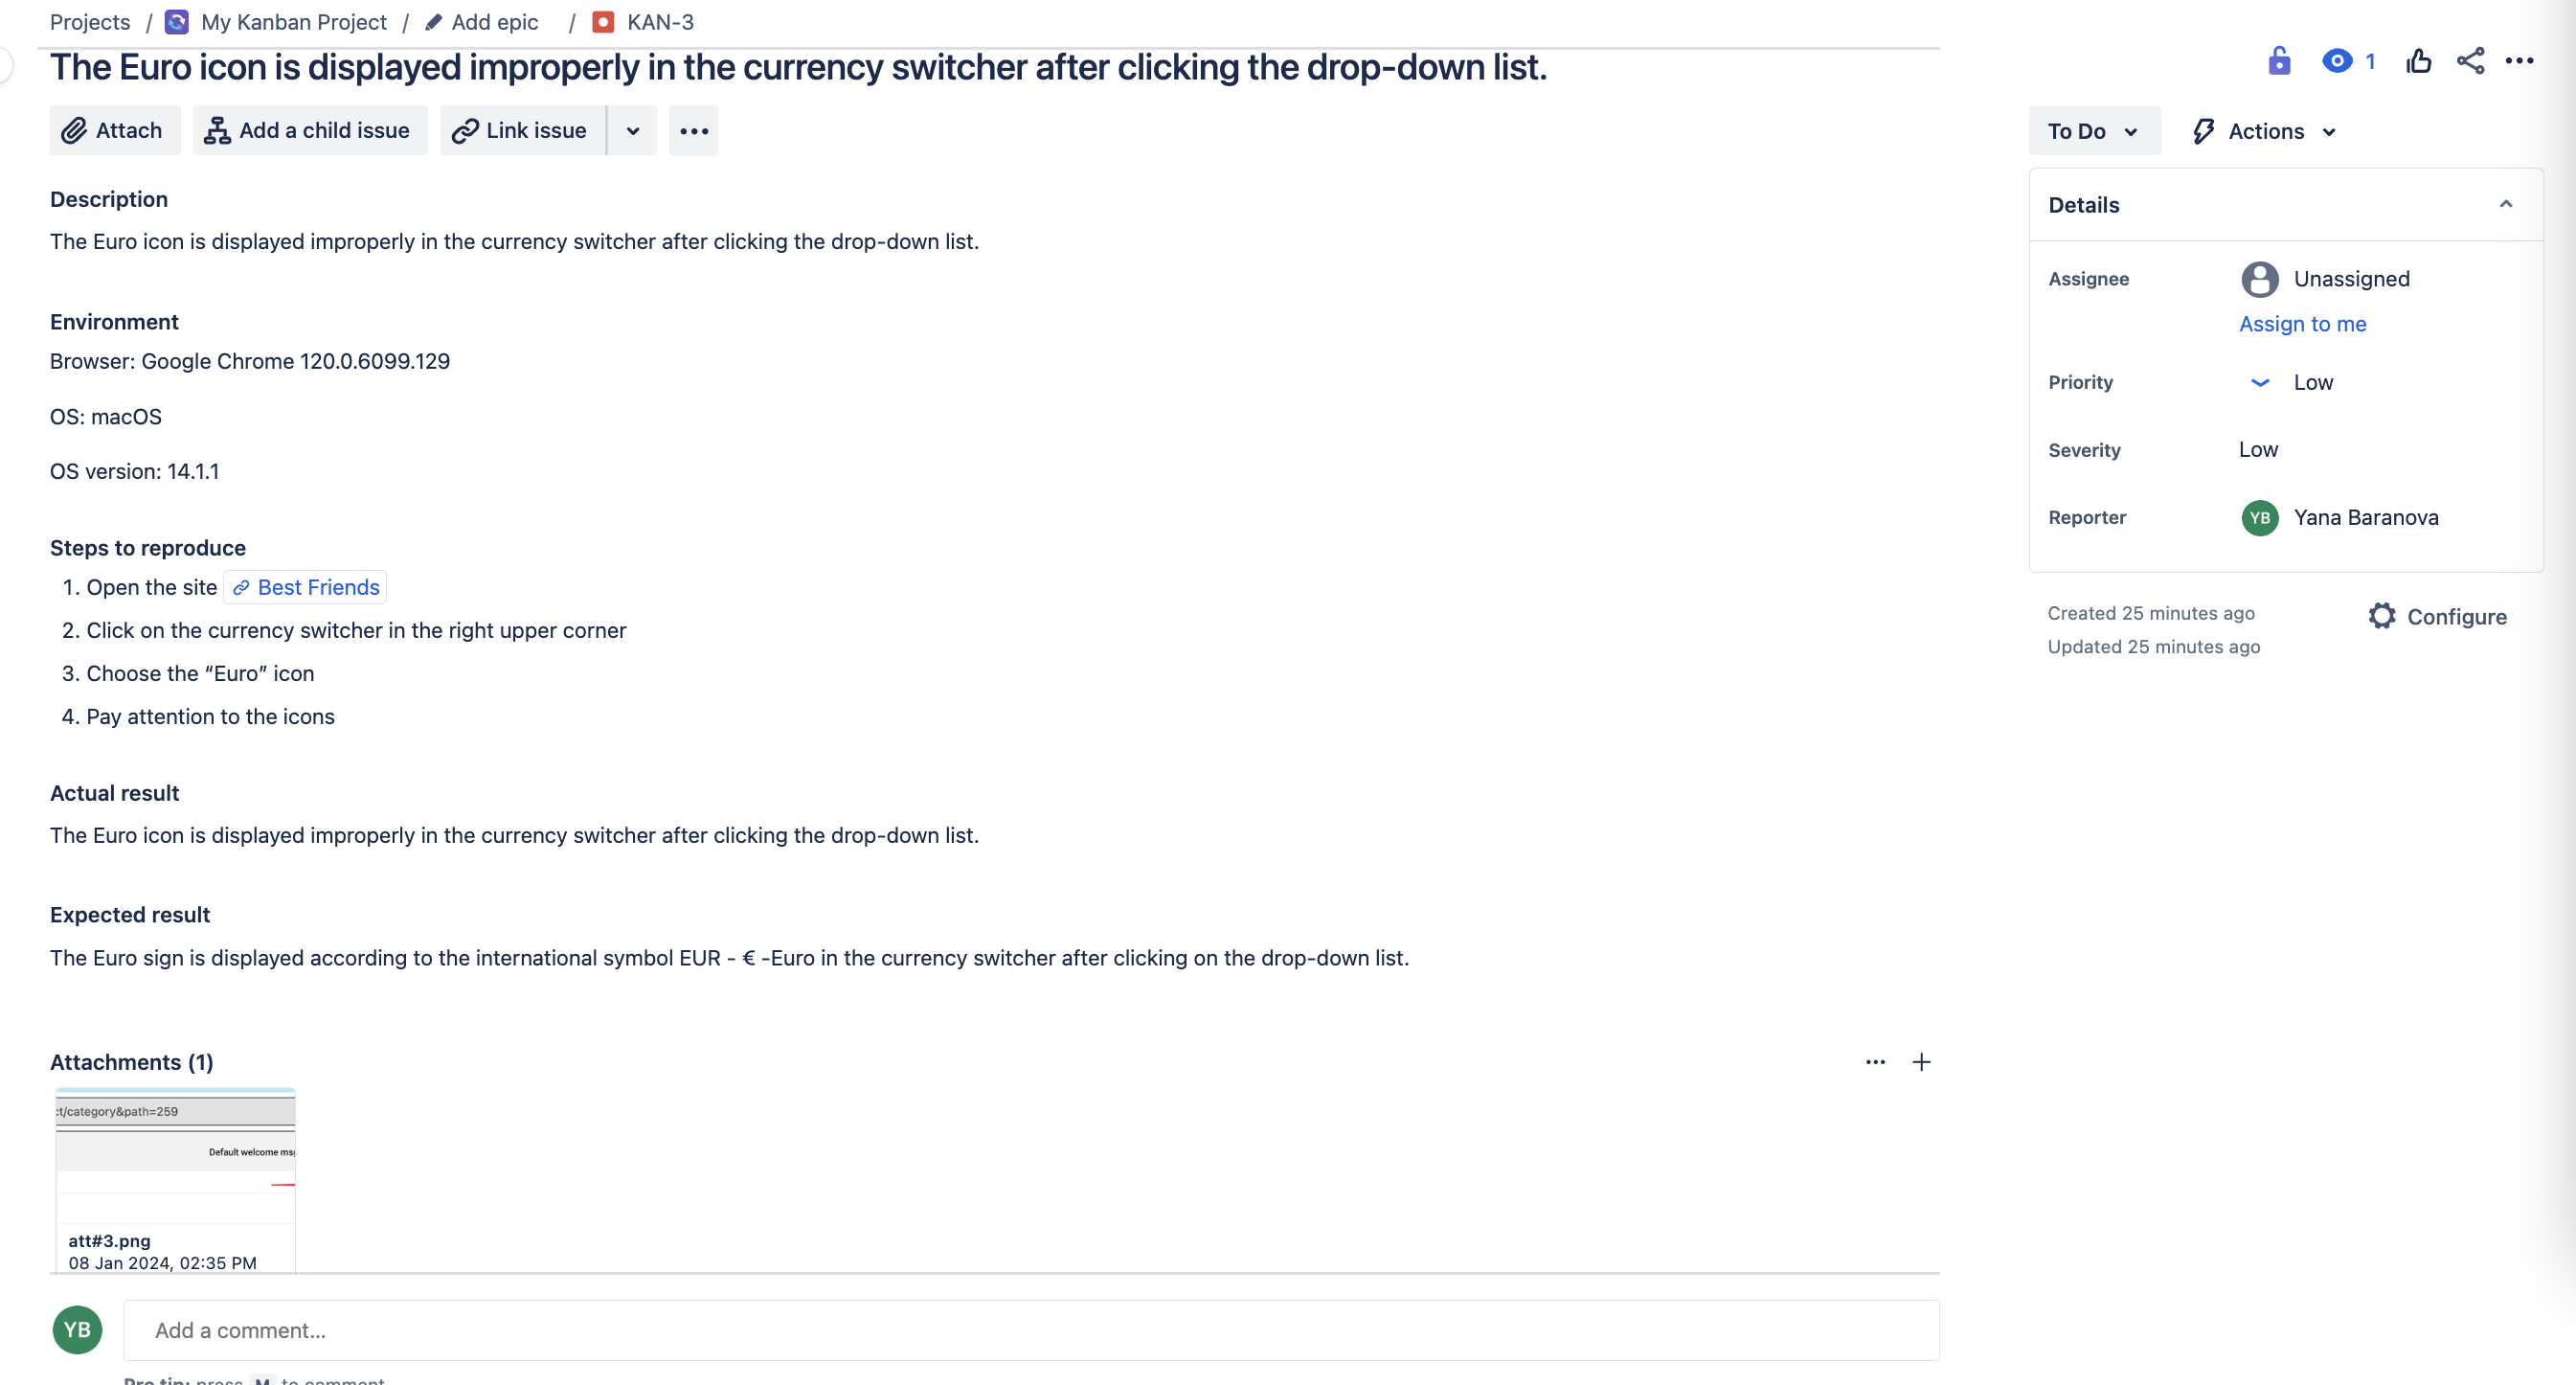 Projects / My Kanban Project / Add epic / KAN-3
The Euro icon is displayed improperly in the currency switcher after clicking the drop-down list.
1
Attach Add a child issue Link issue
To Do Actions
Description
The Euro icon is displayed improperly in the currency switcher after clicking the drop-down list.
Environment
Browser: Google Chrome 120.0.6099.129
OS: macOS
OS version: 14.1.1
Steps to reproduce
1. Open the site Best Friends
2. Click on the currency switcher in the right upper corner
3. Choose the “Euro” icon
4. Pay attention to the icons
Actual result
The Euro icon is displayed improperly in the currency switcher after clicking the drop-down list.
Expected result
The Euro sign is displayed according to the international symbol EUR - € -Euro in the currency switcher after clicking on the drop-down list.
Attachments (1)
ct/category&path=259
Default welcome msg
att#3.png
08 Jan 2024, 02:35 PM
YB Add a comment...
Pro tip: press M to comment
Details
Assignee Unassigned
Assign to me
Priority Low
Severity Low
Reporter YB Yana Baranova
Created 25 minutes ago
Updated 25 minutes ago
Configure